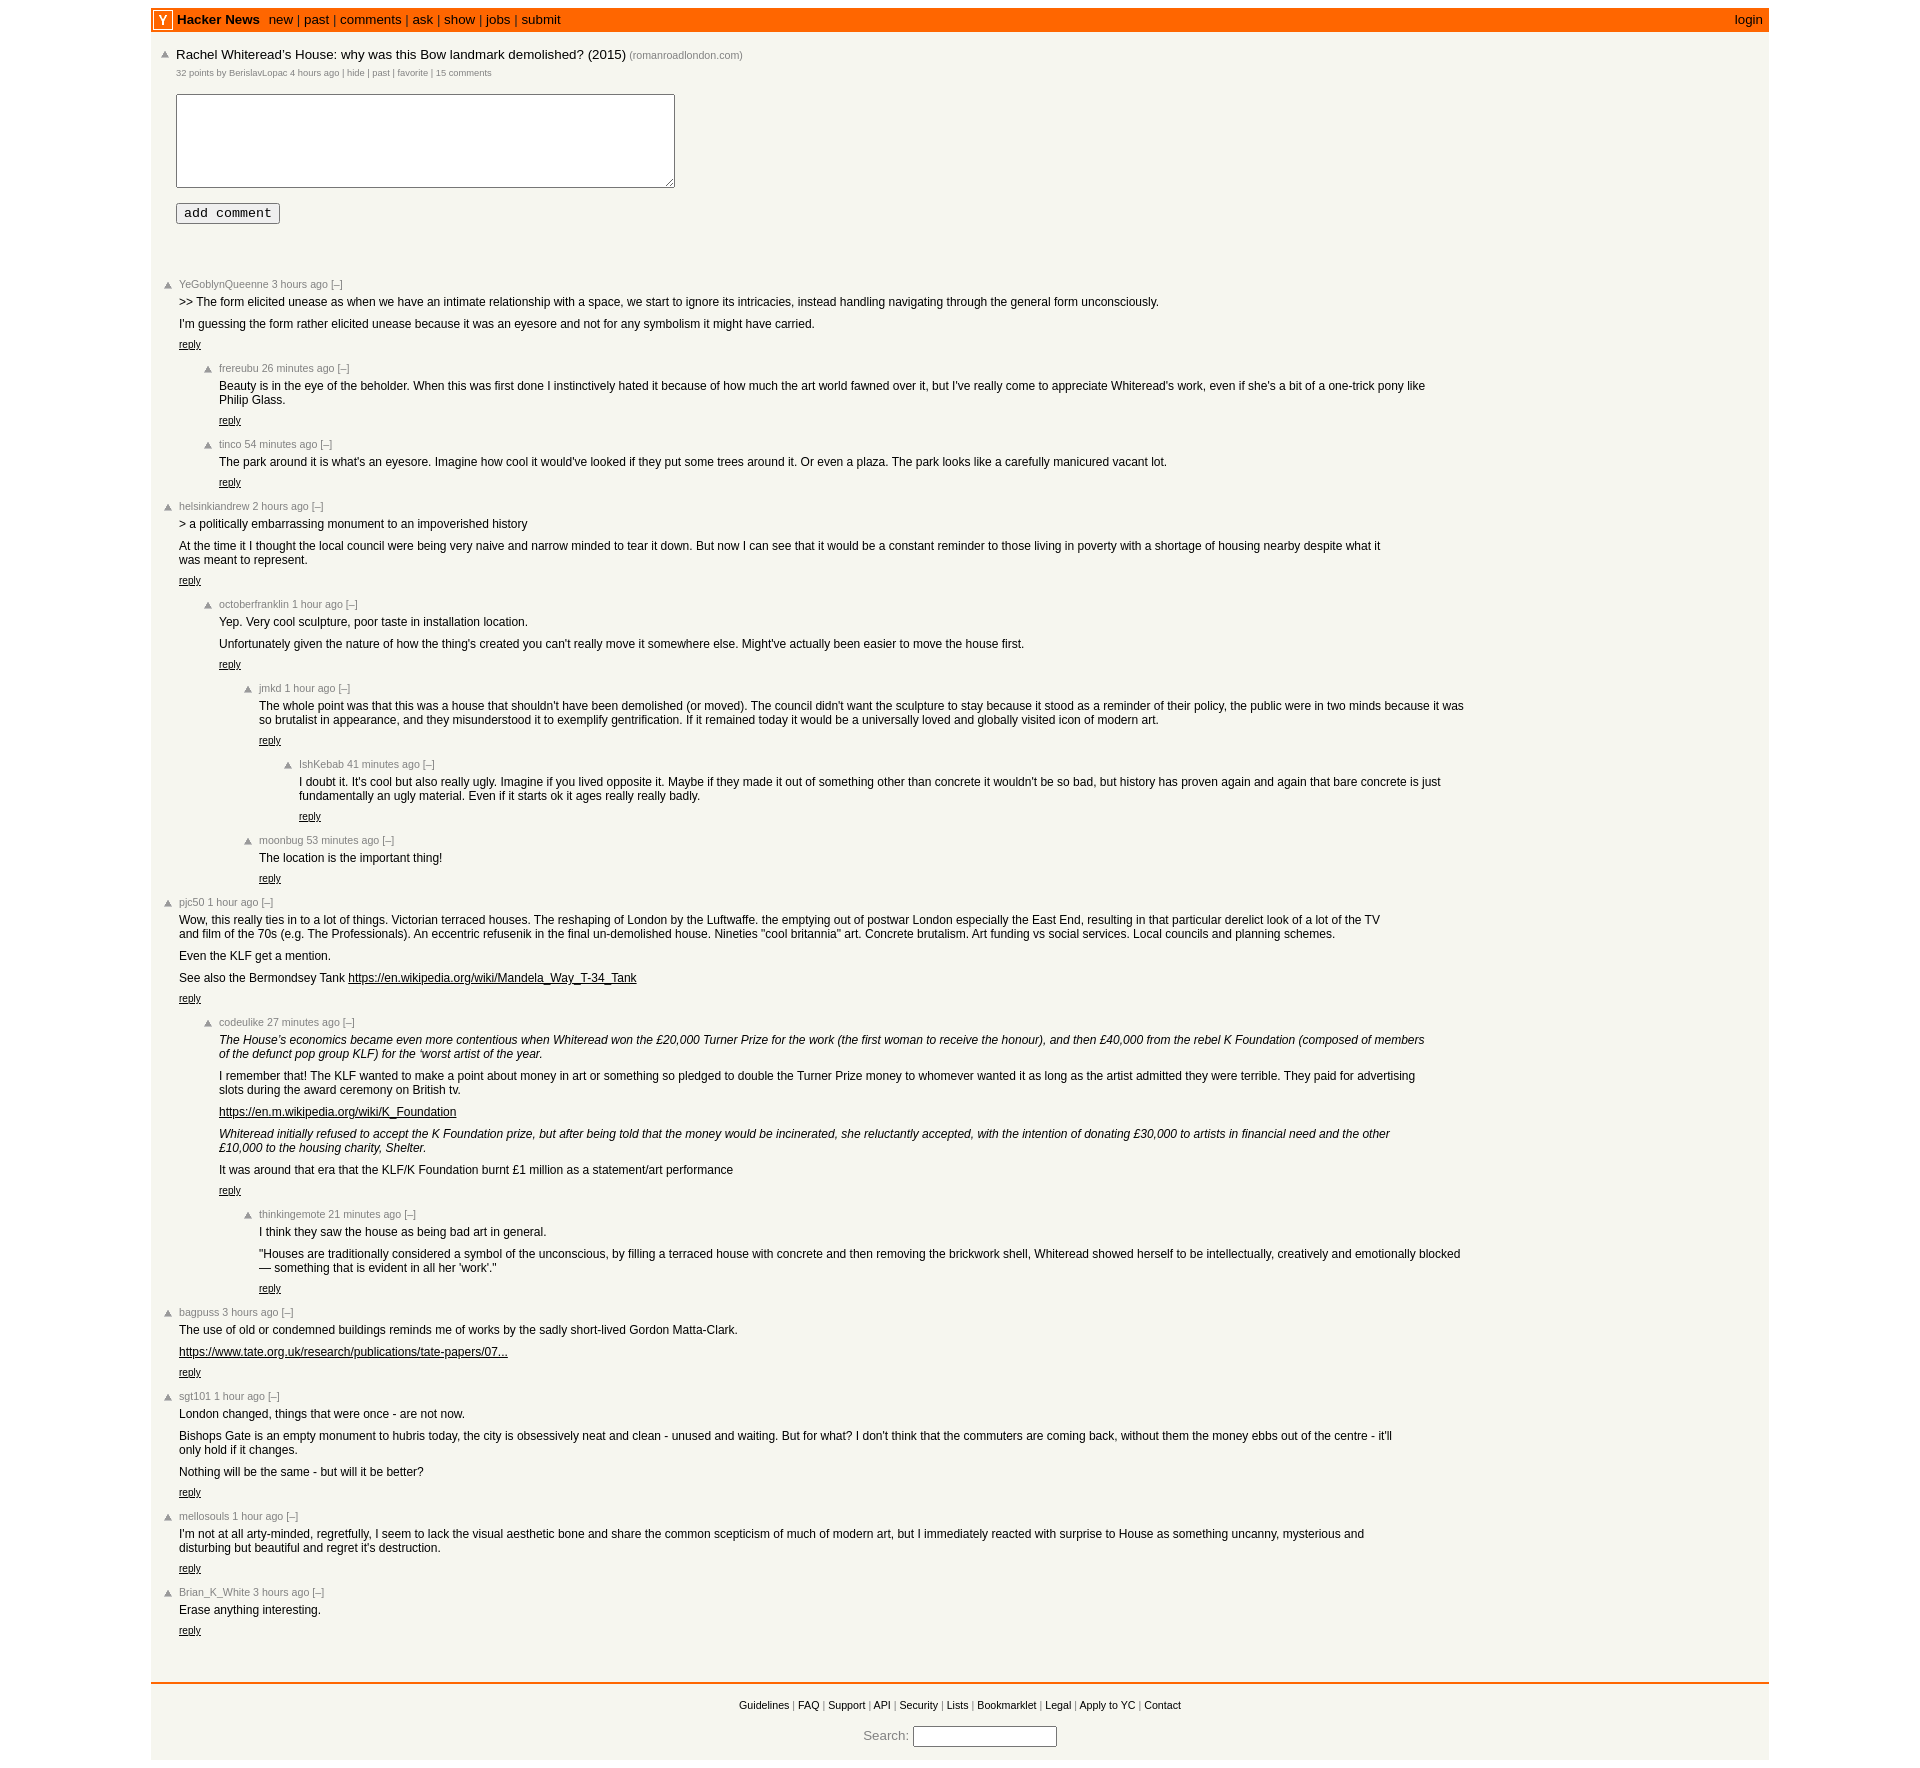 Y Hacker News new | past | comments | ask | show | jobs | submit login
Rachel Whiteread’s House: why was this Bow landmark demolished? (2015) (romanroadlondon.com)
32 points by BerislavLopac 4 hours ago | hide | past | favorite | 15 comments
add comment
YeGoblynQueenne 3 hours ago [–]
>> The form elicited unease as when we have an intimate relationship with a space, we start to ignore its intricacies, instead handling navigating through the general form unconsciously.
I'm guessing the form rather elicited unease because it was an eyesore and not for any symbolism it might have carried.
reply
frereubu 26 minutes ago [–]
Beauty is in the eye of the beholder. When this was first done I instinctively hated it because of how much the art world fawned over it, but I've really come to appreciate Whiteread's work, even if she's a bit of a one-trick pony like
Philip Glass.
reply
tinco 54 minutes ago [–]
The park around it is what's an eyesore. Imagine how cool it would've looked if they put some trees around it. Or even a plaza. The park looks like a carefully manicured vacant lot.
reply
helsinkiandrew 2 hours ago [–]
> a politically embarrassing monument to an impoverished history
At the time it I thought the local council were being very naive and narrow minded to tear it down. But now I can see that it would be a constant reminder to those living in poverty with a shortage of housing nearby despite what it
was meant to represent.
reply
octoberfranklin 1 hour ago [–]
Yep. Very cool sculpture, poor taste in installation location.
Unfortunately given the nature of how the thing's created you can't really move it somewhere else. Might've actually been easier to move the house first.
reply
jmkd 1 hour ago [–]
The whole point was that this was a house that shouldn't have been demolished (or moved). The council didn't want the sculpture to stay because it stood as a reminder of their policy, the public were in two minds because it was
so brutalist in appearance, and they misunderstood it to exemplify gentrification. If it remained today it would be a universally loved and globally visited icon of modern art.
reply
IshKebab 41 minutes ago [–]
I doubt it. It's cool but also really ugly. Imagine if you lived opposite it. Maybe if they made it out of something other than concrete it wouldn't be so bad, but history has proven again and again that bare concrete is just
fundamentally an ugly material. Even if it starts ok it ages really really badly.
reply
moonbug 53 minutes ago [–]
The location is the important thing!
reply
pjc50 1 hour ago [–]
Wow, this really ties in to a lot of things. Victorian terraced houses. The reshaping of London by the Luftwaffe. the emptying out of postwar London especially the East End, resulting in that particular derelict look of a lot of the TV
and film of the 70s (e.g. The Professionals). An eccentric refusenik in the final un-demolished house. Nineties "cool britannia" art. Concrete brutalism. Art funding vs social services. Local councils and planning schemes.
Even the KLF get a mention.
See also the Bermondsey Tank https://en.wikipedia.org/wiki/Mandela_Way_T-34_Tank
reply
codeulike 27 minutes ago [–]
The House’s economics became even more contentious when Whiteread won the £20,000 Turner Prize for the work (the first woman to receive the honour), and then £40,000 from the rebel K Foundation (composed of members
of the defunct pop group KLF) for the ‘worst artist of the year.
I remember that! The KLF wanted to make a point about money in art or something so pledged to double the Turner Prize money to whomever wanted it as long as the artist admitted they were terrible. They paid for advertising
slots during the award ceremony on British tv.
https://en.m.wikipedia.org/wiki/K_Foundation
Whiteread initially refused to accept the K Foundation prize, but after being told that the money would be incinerated, she reluctantly accepted, with the intention of donating £30,000 to artists in financial need and the other
£10,000 to the housing charity, Shelter.
It was around that era that the KLF/K Foundation burnt £1 million as a statement/art performance
reply
thinkingemote 21 minutes ago [–]
I think they saw the house as being bad art in general.
"Houses are traditionally considered a symbol of the unconscious, by filling a terraced house with concrete and then removing the brickwork shell, Whiteread showed herself to be intellectually, creatively and emotionally blocked
— something that is evident in all her 'work'."
reply
bagpuss 3 hours ago [–]
The use of old or condemned buildings reminds me of works by the sadly short-lived Gordon Matta-Clark.
https://www.tate.org.uk/research/publications/tate-papers/07...
reply
sgt101 1 hour ago [–]
London changed, things that were once - are not now.
Bishops Gate is an empty monument to hubris today, the city is obsessively neat and clean - unused and waiting. But for what? I don't think that the commuters are coming back, without them the money ebbs out of the centre - it'll
only hold if it changes.
Nothing will be the same - but will it be better?
reply
mellosouls 1 hour ago [–]
I'm not at all arty-minded, regretfully, I seem to lack the visual aesthetic bone and share the common scepticism of much of modern art, but I immediately reacted with surprise to House as something uncanny, mysterious and
disturbing but beautiful and regret it's destruction.
reply
Brian_K_White 3 hours ago [–]
Erase anything interesting.
reply
Guidelines | FAQ | Support | API | Security | Lists | Bookmarklet | Legal | Apply to YC | Contact
Search: